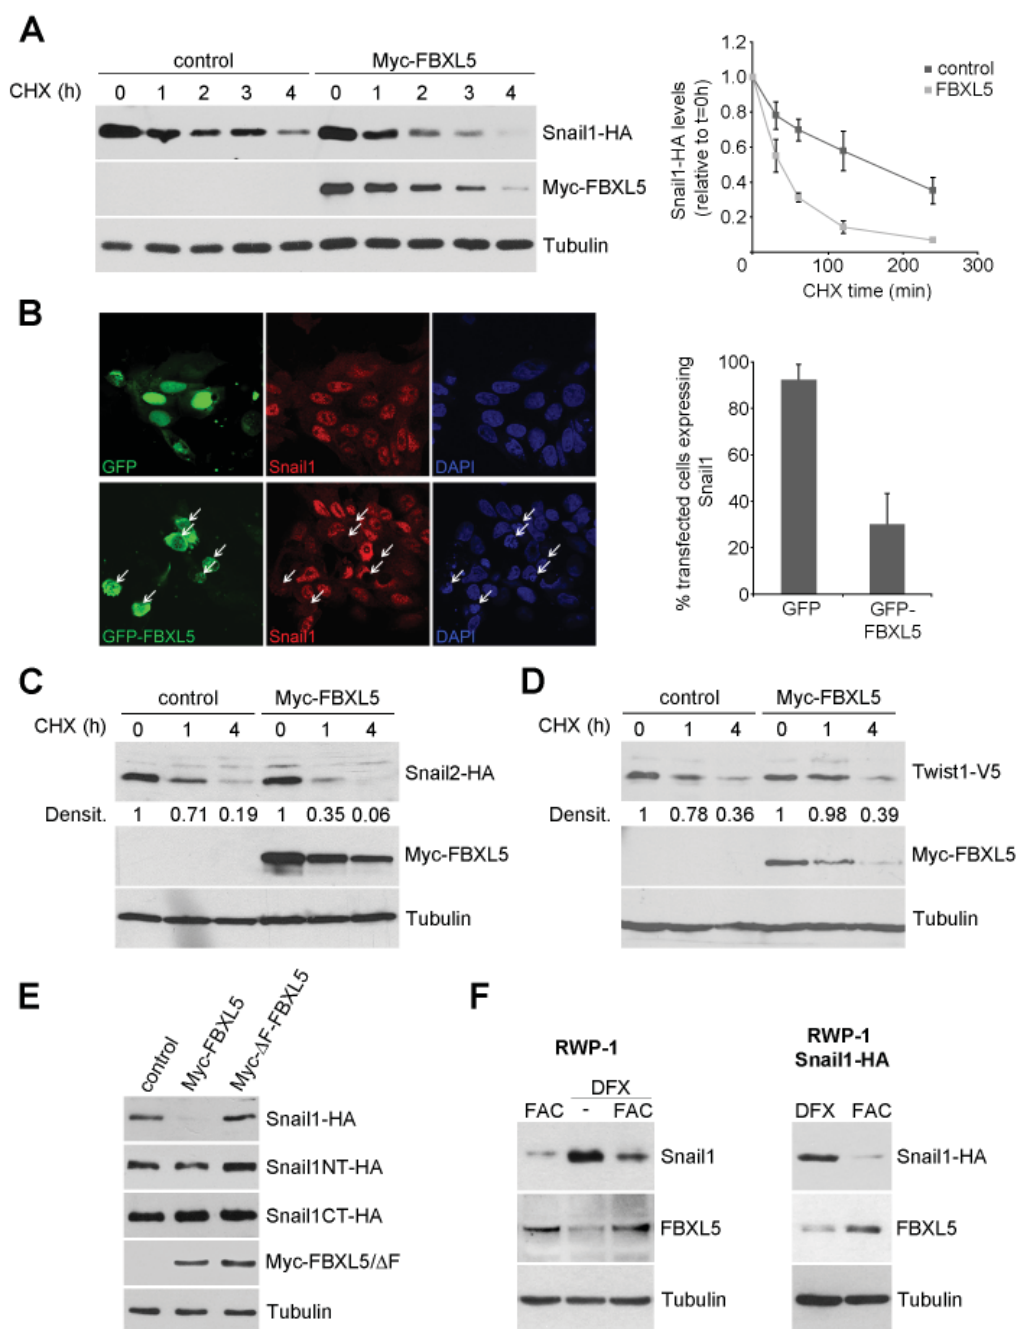 A
control Myc-FBXL5
CHX (h) 0 1 2 3 4 0 1 2 3 4
Snail1-HA
Myc-FBXL5
Tubulin
Snail1-HA levels
(relative to t=0h)
1.2
1.0
0.8
0.6
0.4
0.2
0 100 200 300
CHX time (min)
control
FBXL5
B
GFP Snail1 DAPI
GFP-FBXL5 Snail1 DAPI
% transfected cells expressing
Snail1
100
80
60
40
20
0
GFP GFP-
FBXL5
C
control Myc-FBXL5
CHX (h) 0 1 4 0 1 4
Snail2-HA
Densit. 1 0.71 0.19 1 0.35 0.06
Myc-FBXL5
Tubulin
D
control Myc-FBXL5
CHX (h) 0 1 4 0 1 4
Twist1-V5
Densit. 1 0.78 0.36 1 0.98 0.39
Myc-FBXL5
Tubulin
E
control
Myc-FBXL5
Myc-ΔF-FBXL5
Snail1-HA
Snail1NT-HA
Snail1CT-HA
Myc-FBXL5/ΔF
Tubulin
F
RWP-1
DFX
FAC - FAC
Snail1
FBXL5
Tubulin
RWP-1
Snail1-HA
DFX FAC
Snail1-HA
FBXL5
Tubulin